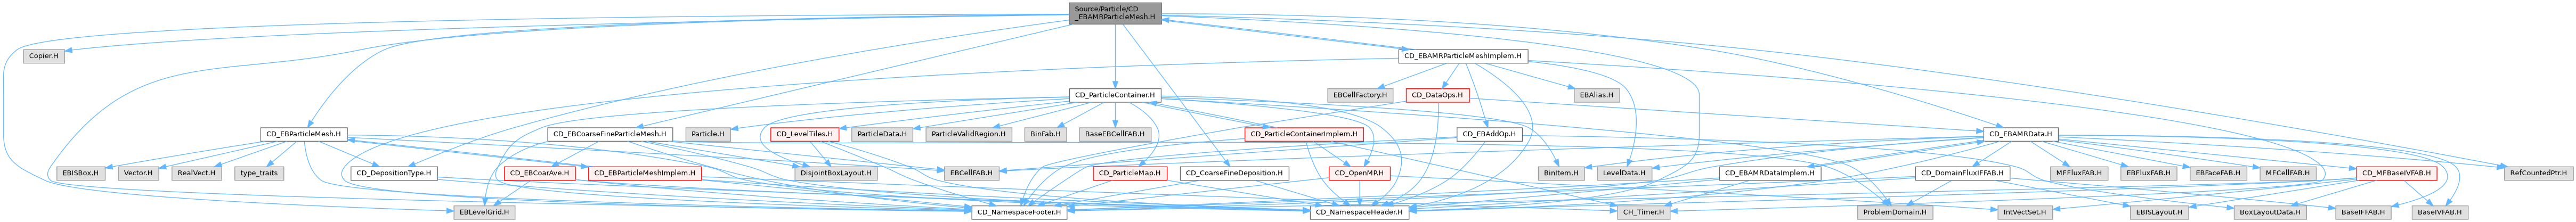 Source/Particle/CD
_EBAMRParticleMesh.H
Copier.H
CD_EBAMRParticleMeshImplem.H
EBCellFactory.H
CD_DataOps.H
EBAlias.H
CD_ParticleContainer.H
CD_EBParticleMesh.H
CD_EBCoarseFineParticleMesh.H
Particle.H
CD_LevelTiles.H
ParticleData.H
ParticleValidRegion.H
BinFab.H
BaseEBCellFAB.H
CD_ParticleContainerImplem.H
CD_EBAddOp.H
CD_EBAMRData.H
EBISBox.H
Vector.H
RealVect.H
type_traits
CD_DepositionType.H
CD_EBCoarAve.H
CD_EBParticleMeshImplem.H
DisjointBoxLayout.H
EBCellFAB.H
CD_ParticleMap.H
CD_CoarseFineDeposition.H
CD_OpenMP.H
BinItem.H
LevelData.H
CD_EBAMRDataImplem.H
CD_DomainFluxIFFAB.H
MFFluxFAB.H
EBFluxFAB.H
EBFaceFAB.H
MFCellFAB.H
CD_MFBaseIVFAB.H
RefCountedPtr.H
EBLevelGrid.H
CD_NamespaceFooter.H
CD_NamespaceHeader.H
CH_Timer.H
ProblemDomain.H
IntVectSet.H
EBISLayout.H
BoxLayoutData.H
BaseIFFAB.H
BaseIVFAB.H